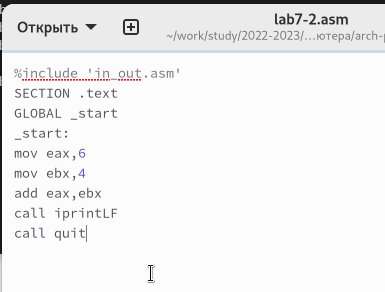 Открыть
lab7-2.asm
~/work/study/2022-2023/…ютера/arch-
%include 'in_out.asm'
SECTION .text
GLOBAL _start
_start:
mov eax,6
mov ebx,4
add eax,ebx
call iprintLF
call quit